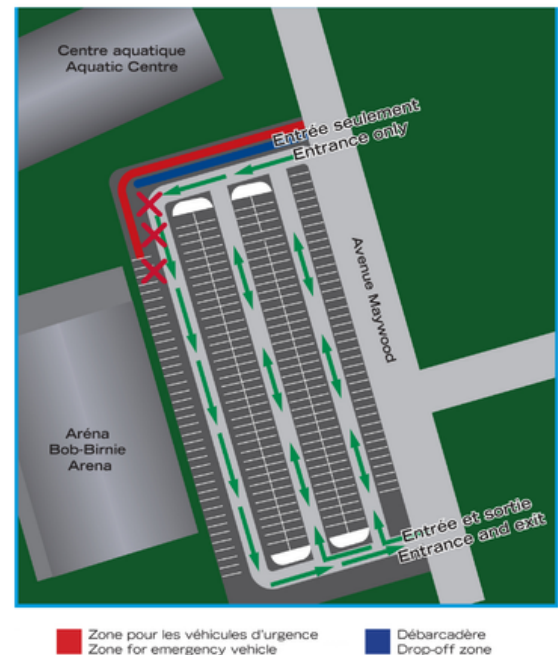 Centre aquatique
Aquatic Centre
Entrée seulement
Entrance only
Avenue Maywood
Aréna
Bob-Birnie
Arena
Entrée et sortie
Entrance and exit
Zone pour les véhicules d'urgence
Zone for emergency vehicle
Débarcadère
Drop-off zone